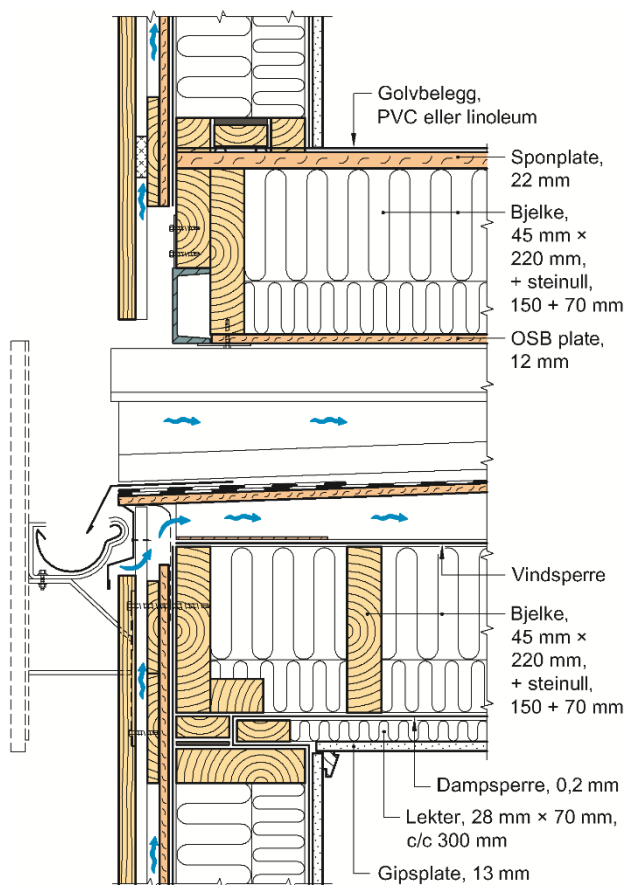 Golvbelegg,
PVC eller linoleum
Sponplate,
22 mm
Bjelke,
45 mm ×
220 mm,
+ steinull,
150 + 70 mm
OSB plate,
12 mm
Vindsperre
Bjelke,
45 mm ×
220 mm,
+ steinull,
150 + 70 mm
Dampsperre, 0,2 mm
Lekter, 28 mm × 70 mm,
c/c 300 mm
Gipsplate, 13 mm